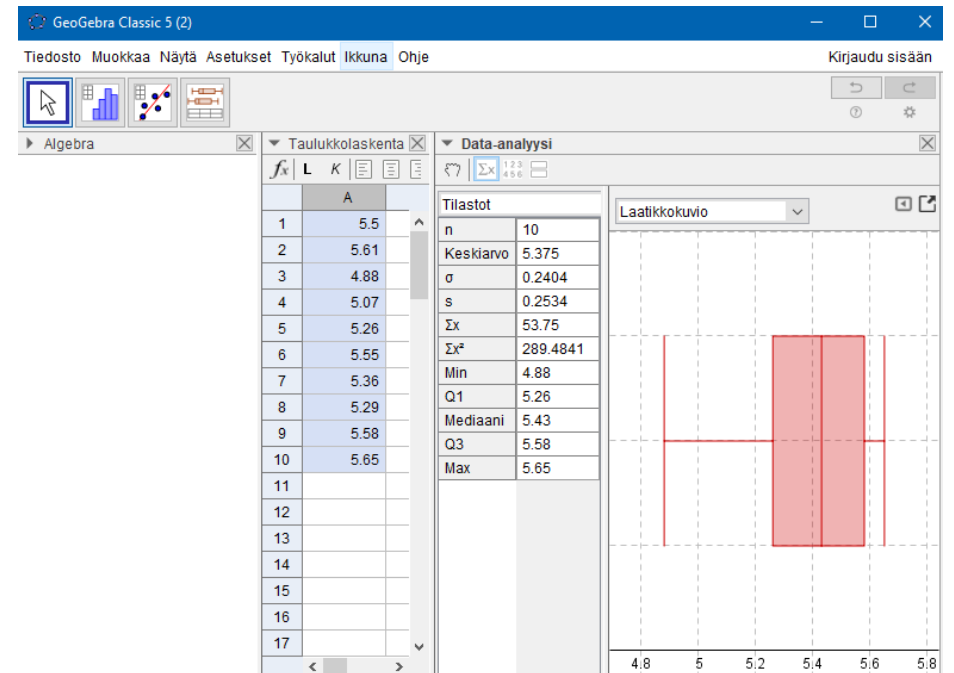 GeoGebra Classic 5 (2)
Tiedosto Muokkaa Näytä Asetukset Työkalut Ikkuna Ohje Kirjaudu sisään
Algebra
Taulukkolaskenta
Data-analyysi
fx L K
Σx 123 456
A
1 5.5
2 5.61
3 4.88
4 5.07
5 5.26
6 5.55
7 5.36
8 5.29
9 5.58
10 5.65
11
12
13
14
15
16
17
Tilastot
n 10
Keskiarvo 5.375
σ 0.2404
s 0.2534
Σx 53.75
Σx² 289.4841
Min 4.88
Q1 5.26
Mediaani 5.43
Q3 5.58
Max 5.65
Laatikkokuvio
4.8 5 5.2 5.4 5.6 5.8